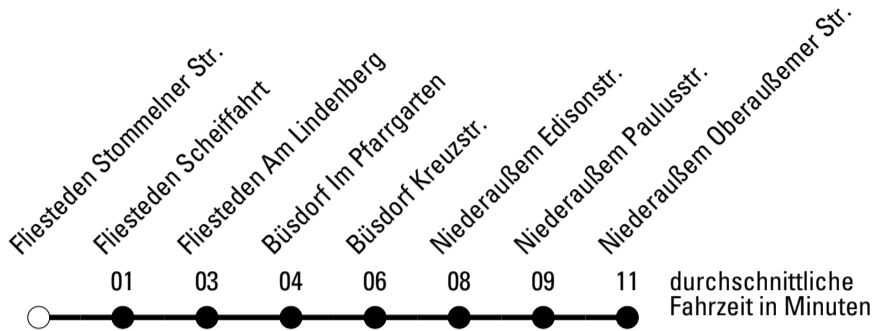 Fliesteden Stommelner Str.
Fliesteden Scheiffahrt
Fliesteden Am Lindenberg
Büsdorf Im Pfarrgarten
Büsdorf Kreuzstr.
Niederaußem Edisonstr.
Niederaußem Paulusstr.
Niederaußem Oberaußemer Str.
01 03 04 06 08 09 11
durchschnittliche
Fahrzeit in Minuten